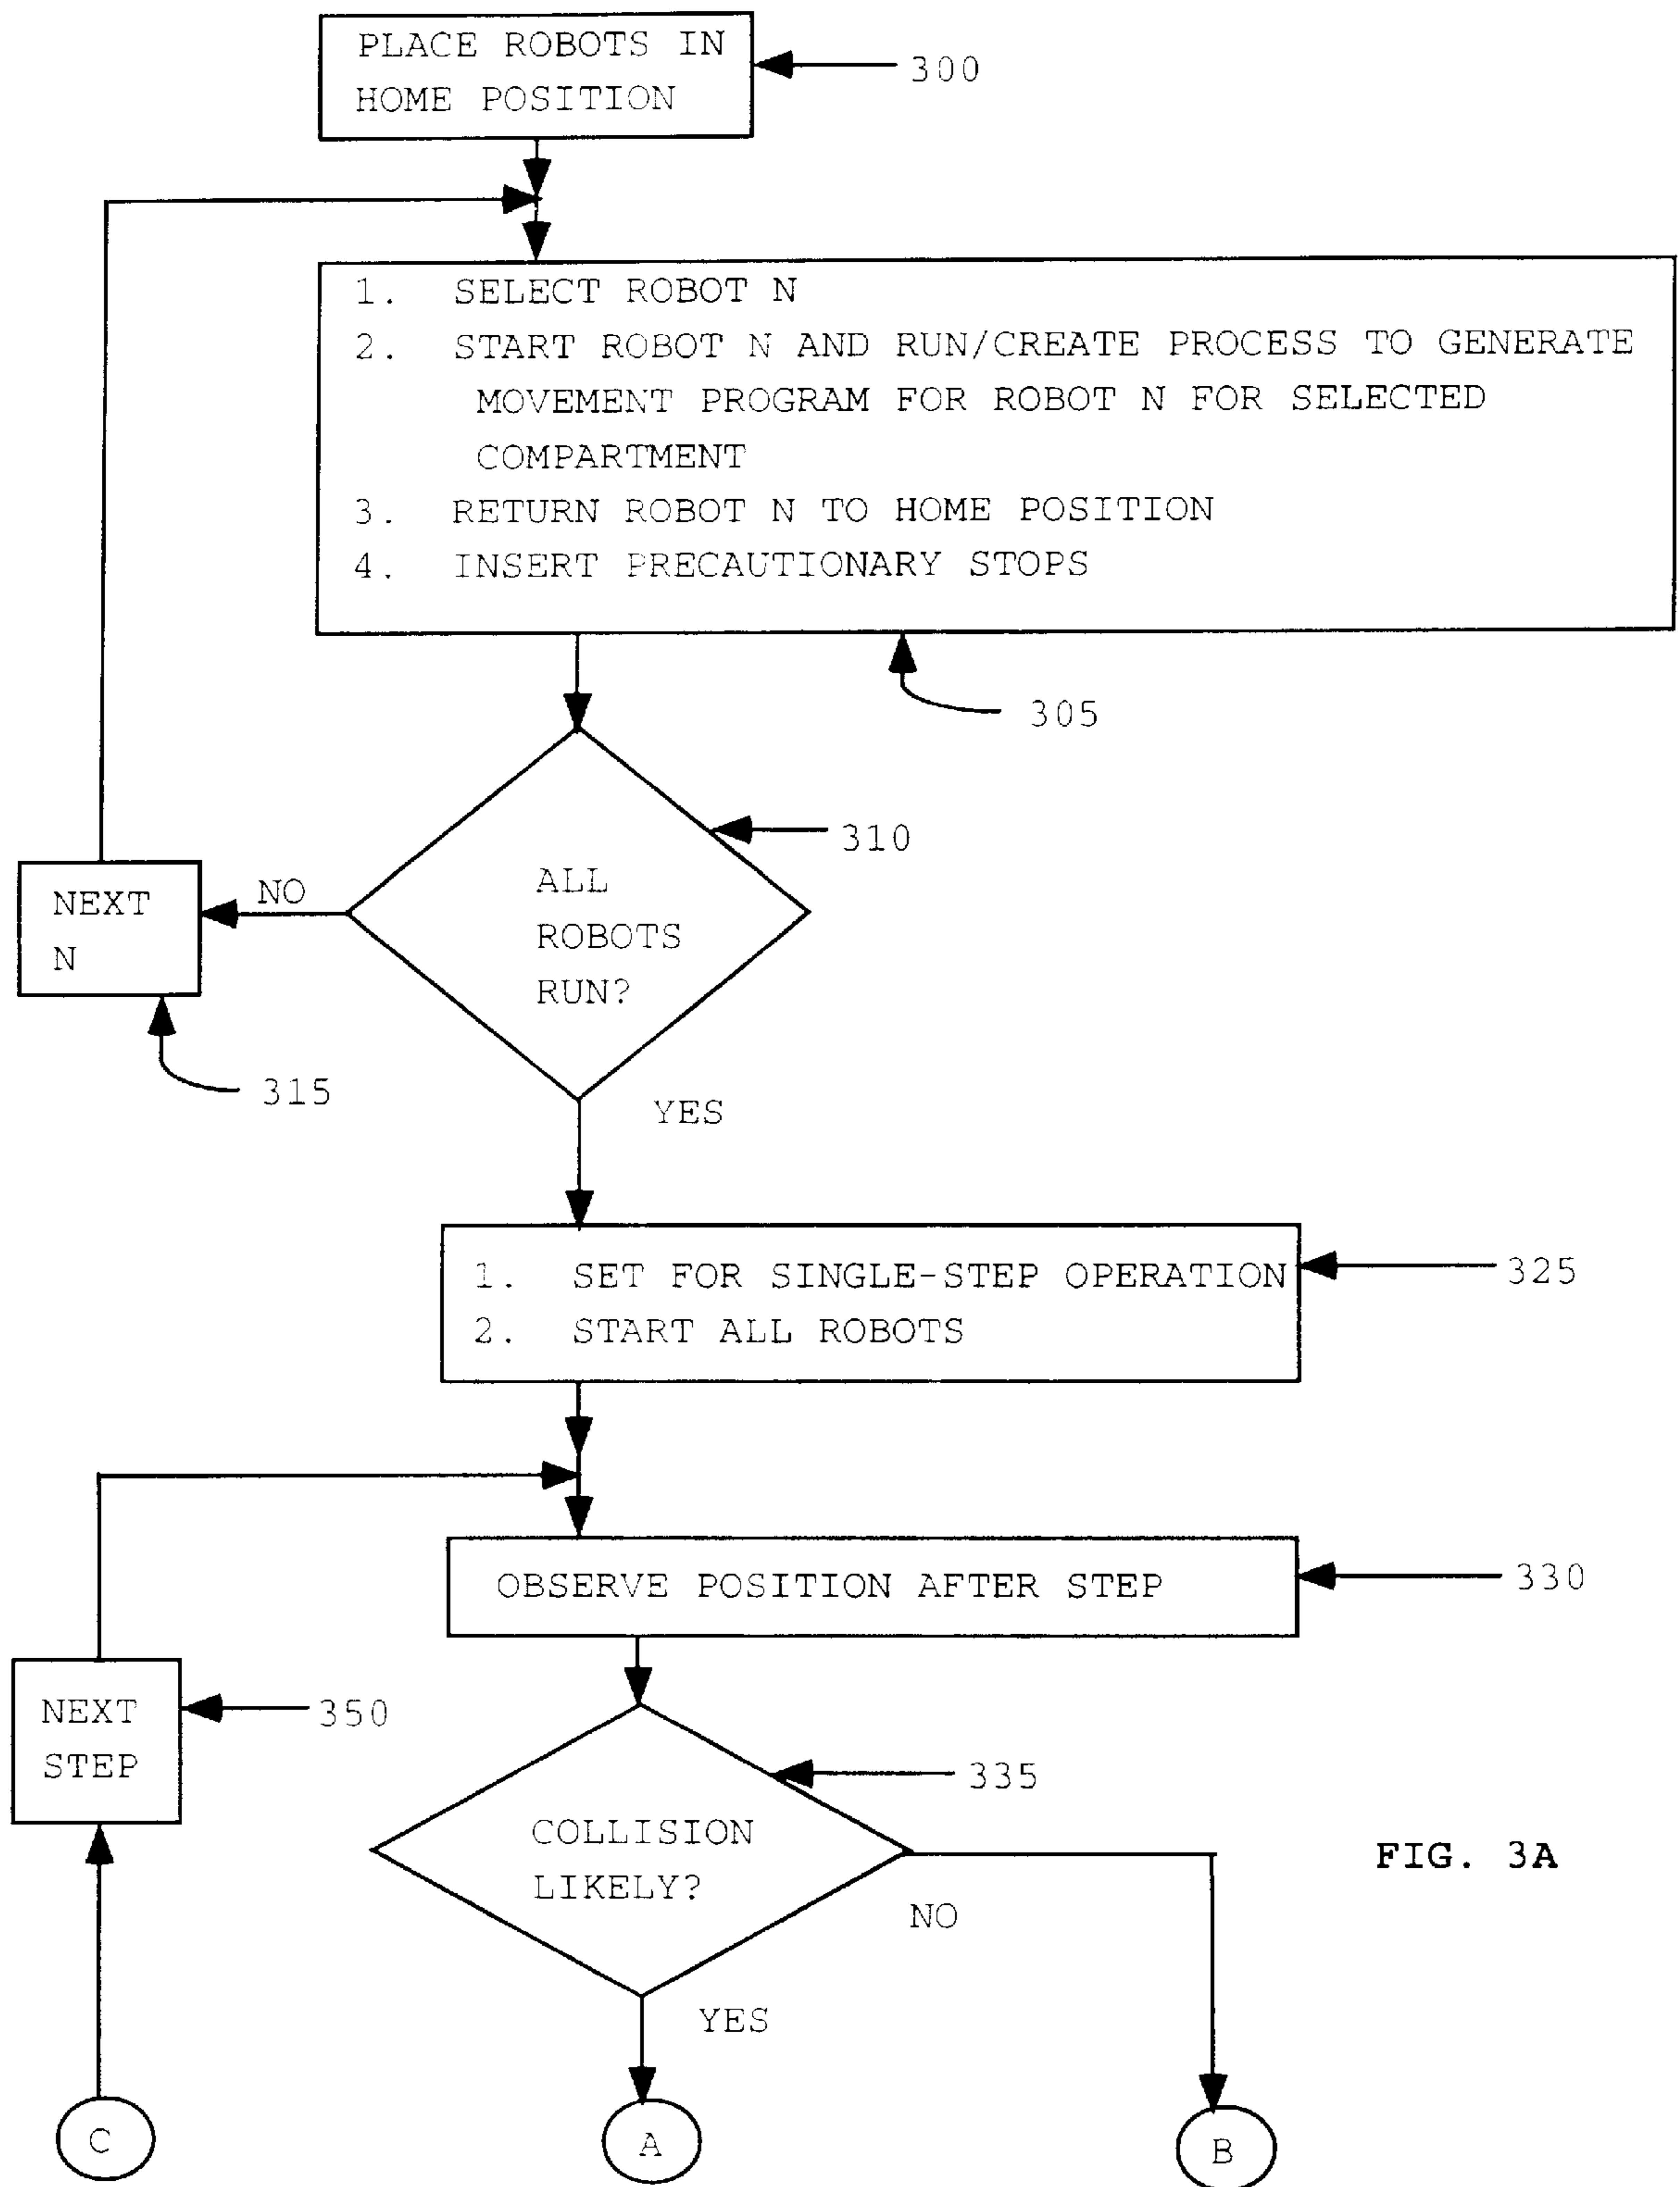 PLACE ROBOTS IN
HOME POSITION
300
1. SELECT ROBOT N
2. START ROBOT N AND RUN/CREATE PROCESS TO GENERATE
MOVEMENT PROGRAM FOR ROBOT N FOR SELECTED
COMPARTMENT
3. RETURN ROBOT N TO HOME POSITION
4. INSERT PRECAUTIONARY STOPS
305
310
ALL
ROBOTS
RUN?
NO
NEXT
N
315
YES
1. SET FOR SINGLE-STEP OPERATION
2. START ALL ROBOTS
325
OBSERVE POSITION AFTER STEP
330
NEXT
STEP
350
335
COLLISION
LIKELY?
NO
YES
FIG. 3A
C
A
B